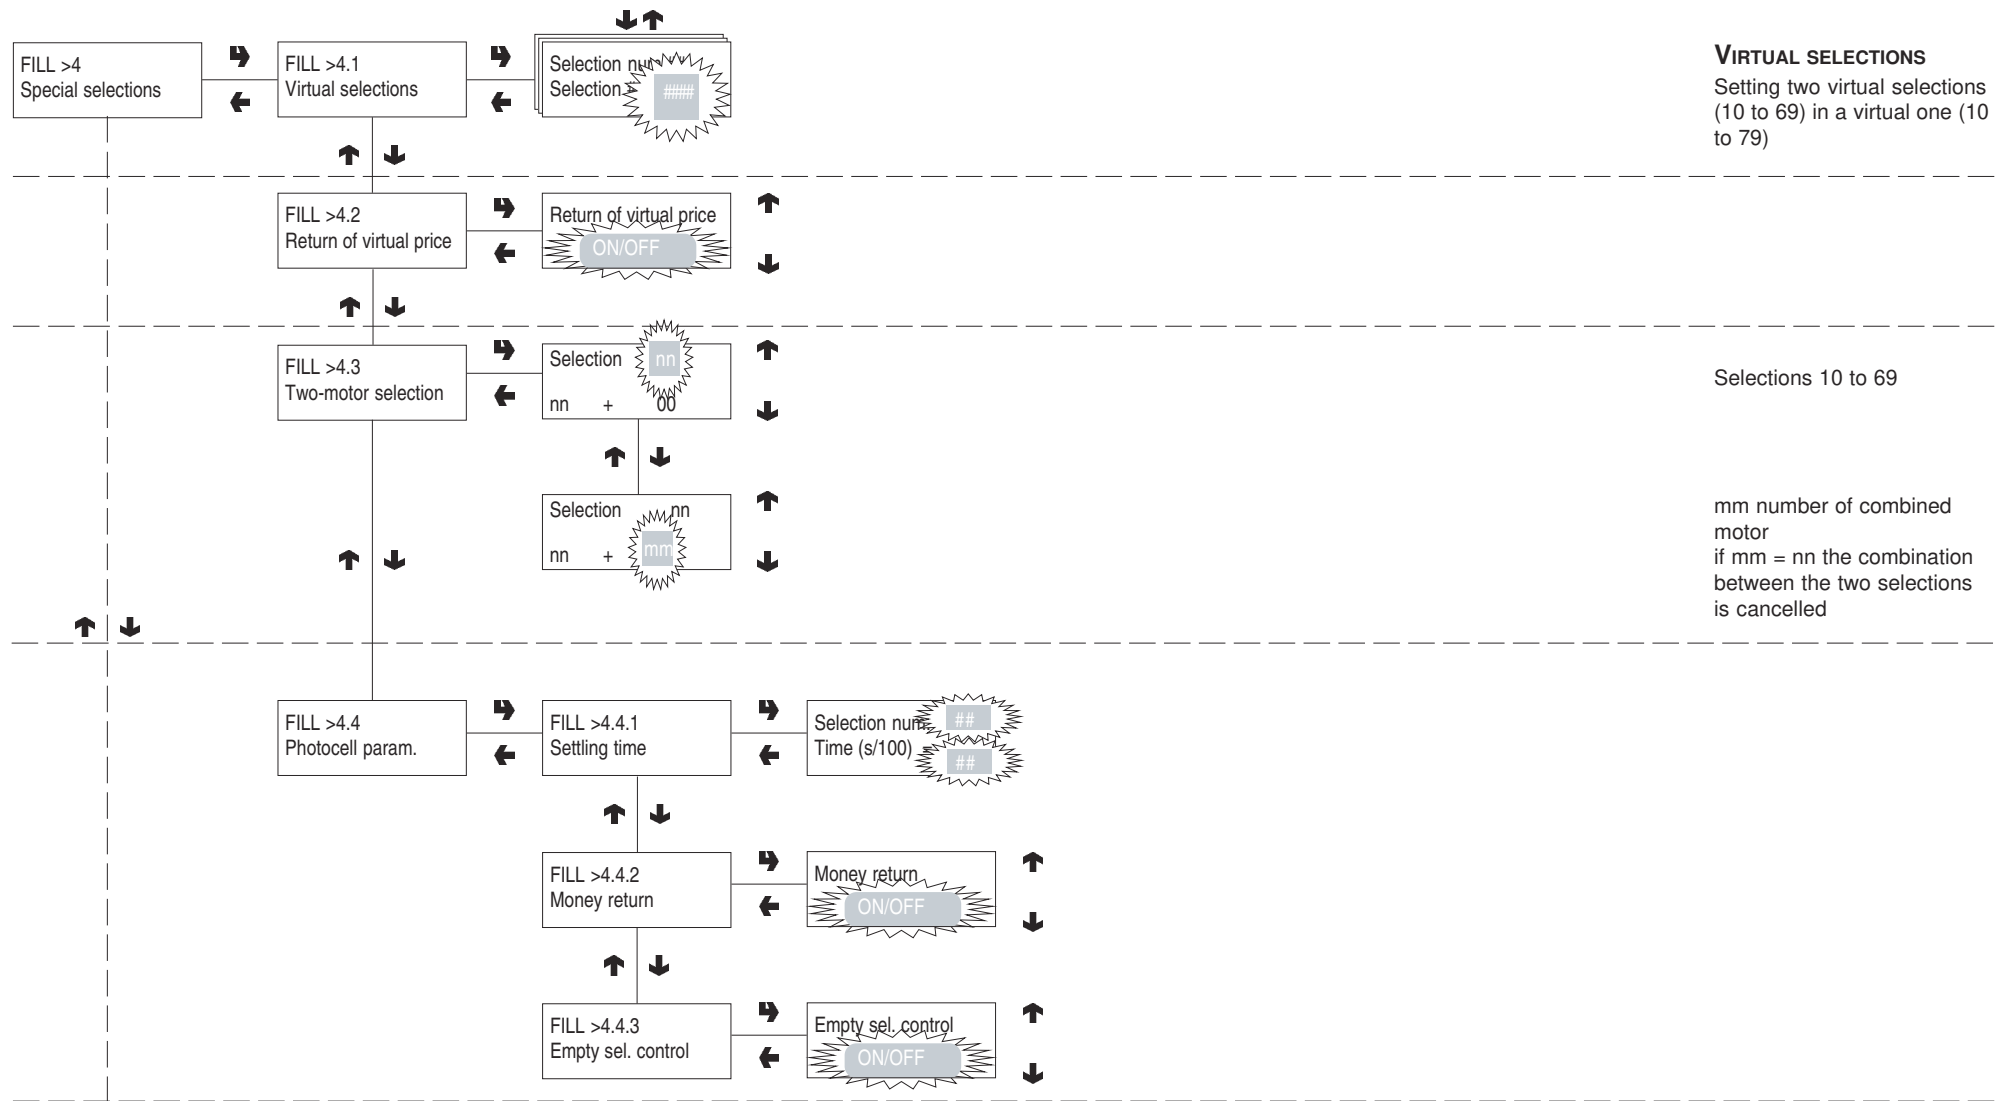 FILL >4
Special selections
FILL >4.1
Virtual selections
Selection
Selection
####
VIRTUAL SELECTIONS
Setting two virtual selections
(10 to 69) in a virtual one (10
to 79)
FILL >4.2
Return of virtual price
Return of virtual price
ON/OFF
FILL >4.3
Two-motor selection
Selection nn
nn + 00
Selections 10 to 69
Selection nn
nn + mm
mm number of combined
motor
if mm = nn the combination
between the two selections
is cancelled
FILL >4.4
Photocell param.
FILL >4.4.1
Settling time
Selection num. ##
Time (s/100) ##
FILL >4.4.2
Money return
Money return
ON/OFF
FILL >4.4.3
Empty sel. control
Empty sel. control
ON/OFF